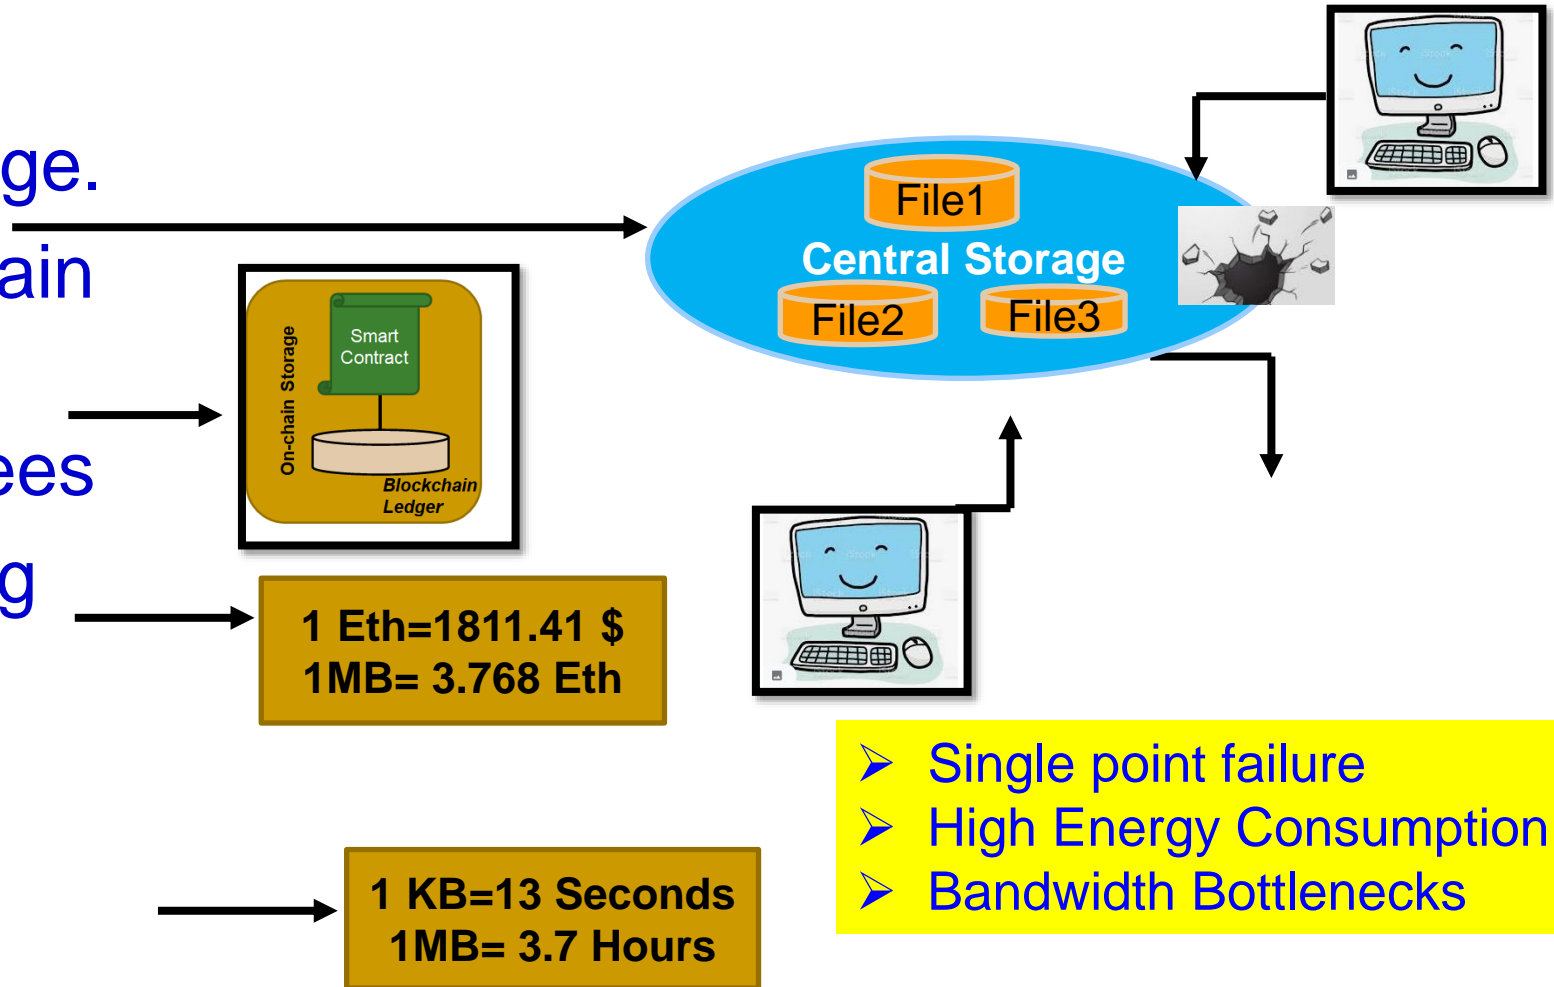 ge.
ain
ees
g
File1
Central Storage
File2
File3
On-chain Storage
Smart
Contract
Blockchain
Ledger
1 Eth=1811.41 $
1MB= 3.768 Eth
➢ Single point failure
➢ High Energy Consumption
➢ Bandwidth Bottlenecks
1 KB=13 Seconds
1MB= 3.7 Hours